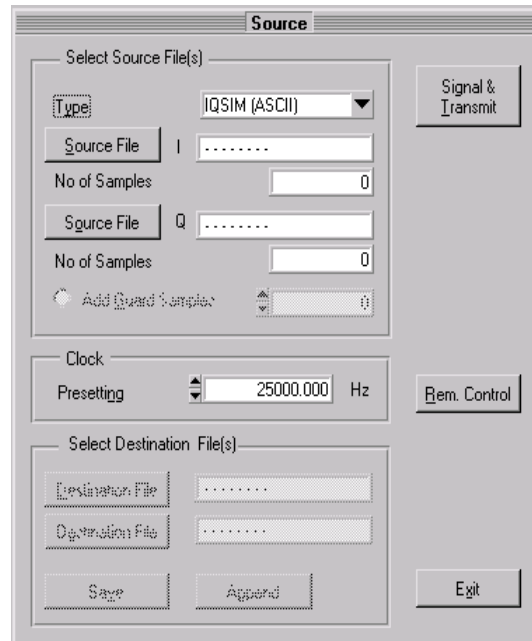 Source
Select Source File(s)
Type IQSIM (ASCII)
Signal & Transmit
Source File I ........
No of Samples 0
Source File Q ........
No of Samples 0
Add Guard Samples 0
Clock
Presetting 25000.000 Hz
Rem. Control
Select Destination File(s)
Destination File ........
Destination File ........
Save Append
Exit